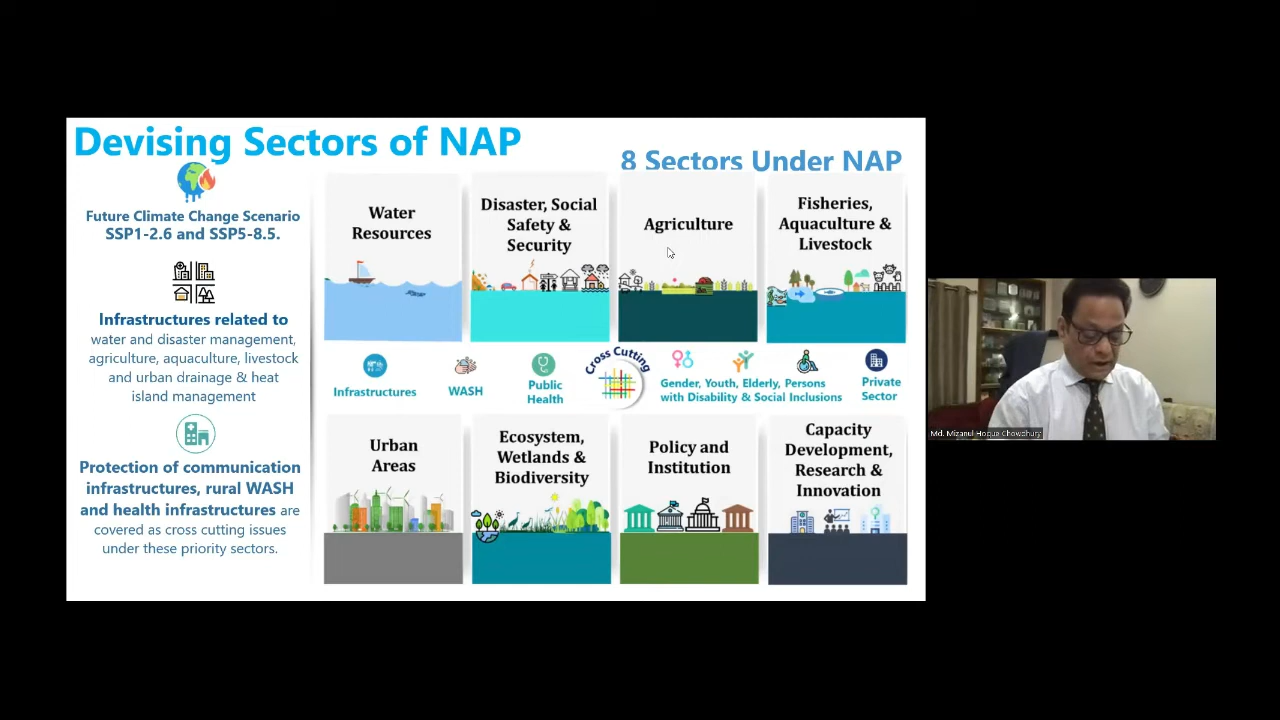 Devising Sectors of NAP
8 Sectors Under NAP
Future Climate Change Scenario
SSP1-2.6 and SSP5-8.5.
Infrastructures related to
water and disaster management,
agriculture, aquaculture, livestock
and urban drainage & heat
island management
Protection of communication
infrastructures, rural WASH
and health infrastructures are
covered as cross cutting issues
under these priority sectors.
Water
Resources
Disaster, Social
Safety &
Security
Agriculture
Fisheries,
Aquaculture &
Livestock
Infrastructures
WASH
Public
Health
Cross Cutting
Gender, Youth, Elderly, Persons
with Disability & Social Inclusions
Private
Sector
Urban
Areas
Ecosystem,
Wetlands &
Biodiversity
Policy and
Institution
Capacity
Development,
Research &
Innovation
Md. Mizanul Hoque Chowdhury